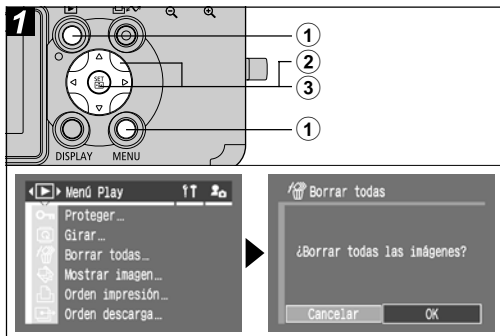 1
SET
1
2
3
1
DISPLAY MENU
Menú Play
Proteger...
Girar...
Borrar todas...
Mostrar imagen...
Orden impresión...
Orden descarga...
Borrar todas
¿Borrar todas las imágenes?
Cancelar OK